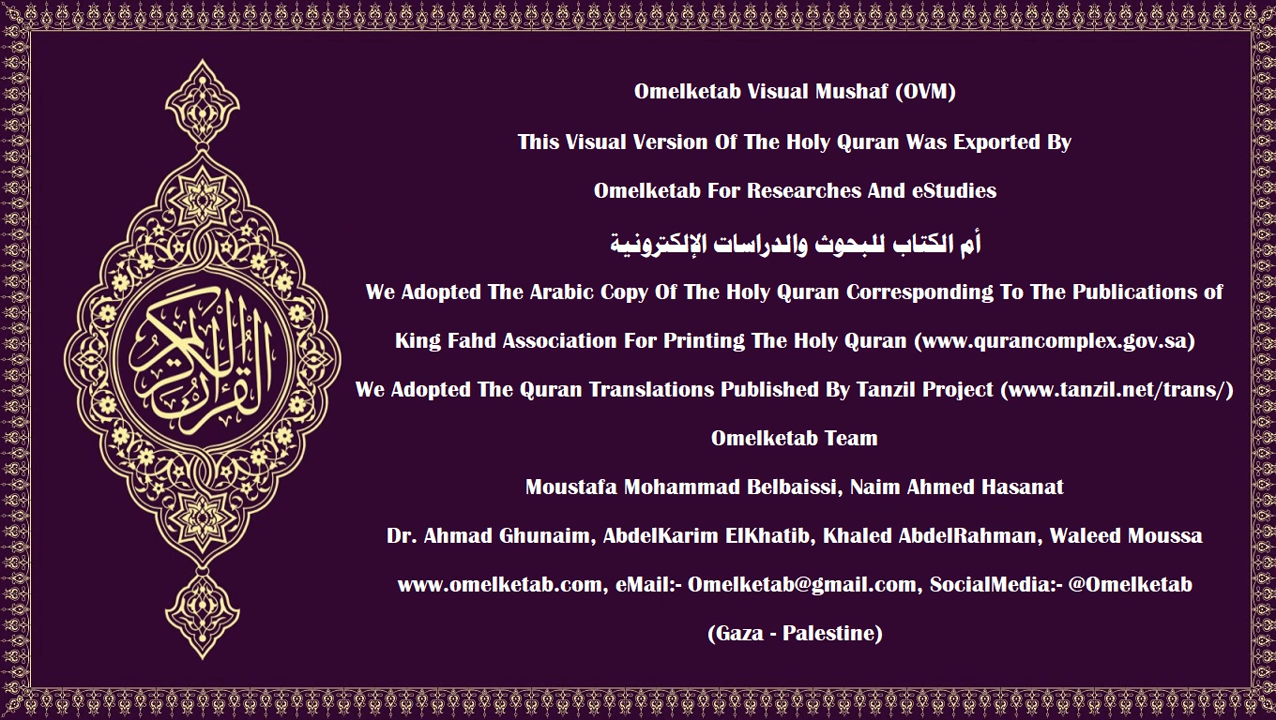 القرآن الكريم
Omelketab Visual Mushaf (OVM)
This Visual Version Of The Holy Quran Was Exported By
Omelketab For Researches And eStudies
أم الكتاب للبحوث والدراسات الإلكترونية
We Adopted The Arabic Copy Of The Holy Quran Corresponding To The Publications of
King Fahd Association For Printing The Holy Quran (www.qurancomplex.gov.sa)
We Adopted The Quran Translations Published By Tanzil Project (www.tanzil.net/trans/)
Omelketab Team
Moustafa Mohammad Belbaissi, Naim Ahmed Hasanat
Dr. Ahmad Ghunaim, AbdelKarim ElKhatib, Khaled AbdelRahman, Waleed Moussa
www.omelketab.com, eMail:- Omelketab@gmail.com, SocialMedia:- @Omelketab
(Gaza - Palestine)